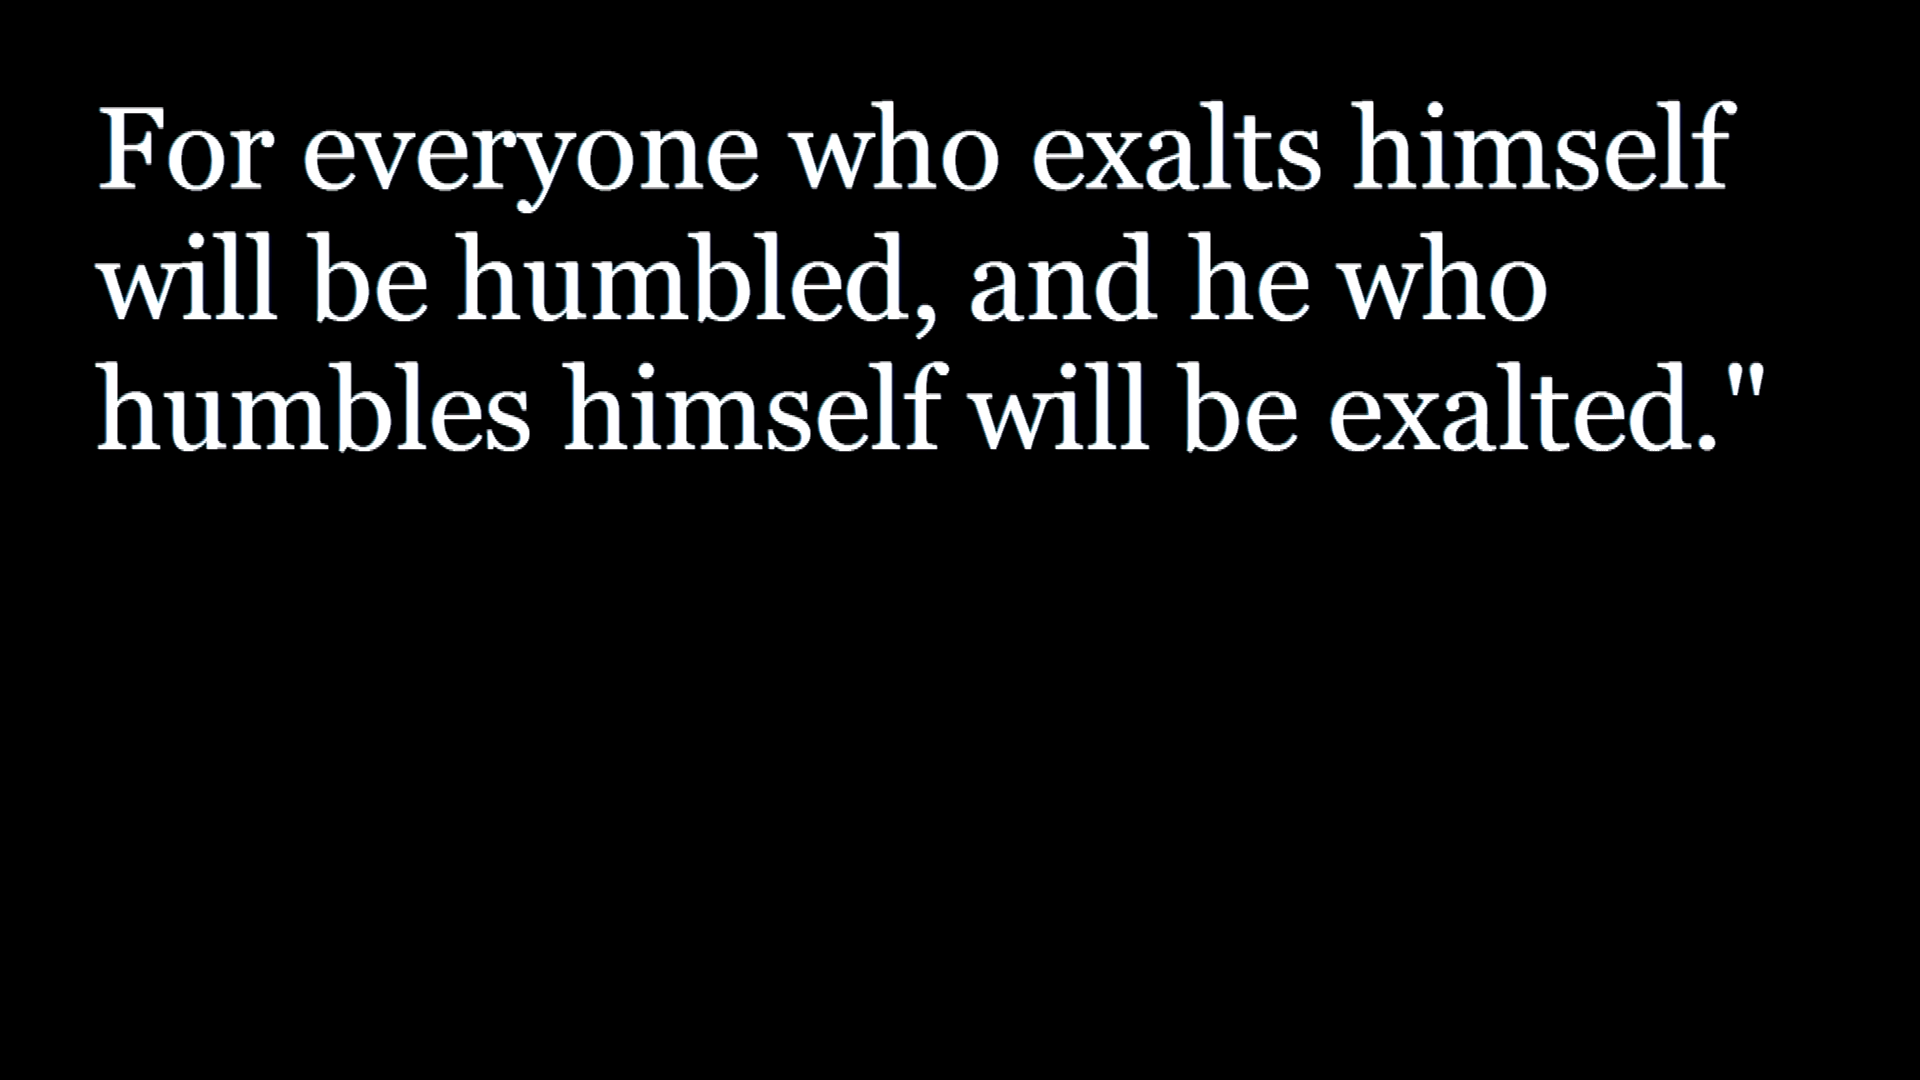 For everyone who exalts himself
will be humbled, and he who
humbles himself will be exalted."